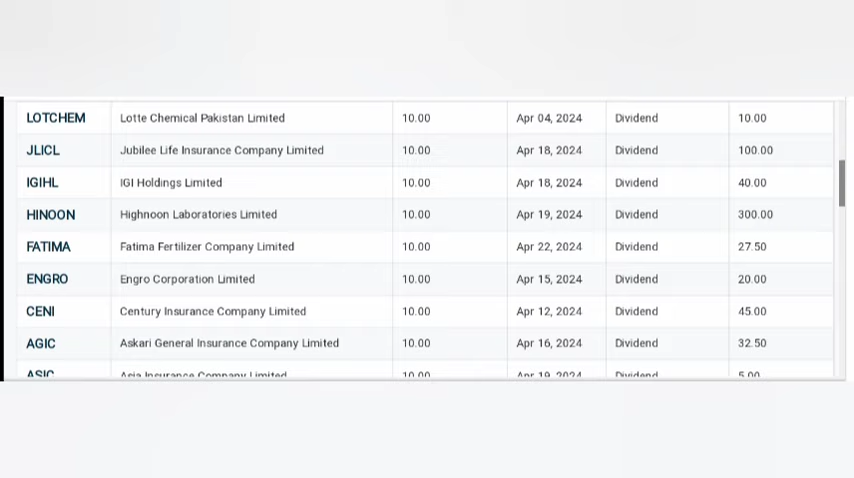 LOTCHEM Lotte Chemical Pakistan Limited 10.00 Apr 04, 2024 Dividend 10.00
JLICL Jubilee Life Insurance Company Limited 10.00 Apr 18, 2024 Dividend 100.00
IGIHL IGI Holdings Limited 10.00 Apr 18, 2024 Dividend 40.00
HINOON Highnoon Laboratories Limited 10.00 Apr 19, 2024 Dividend 300.00
FATIMA Fatima Fertilizer Company Limited 10.00 Apr 22, 2024 Dividend 27.50
ENGRO Engro Corporation Limited 10.00 Apr 15, 2024 Dividend 20.00
CENI Century Insurance Company Limited 10.00 Apr 12, 2024 Dividend 45.00
AGIC Askari General Insurance Company Limited 10.00 Apr 16, 2024 Dividend 32.50
ASIC Asia Insurance Company Limited 10.00 Apr 19, 2024 Dividend 5.00